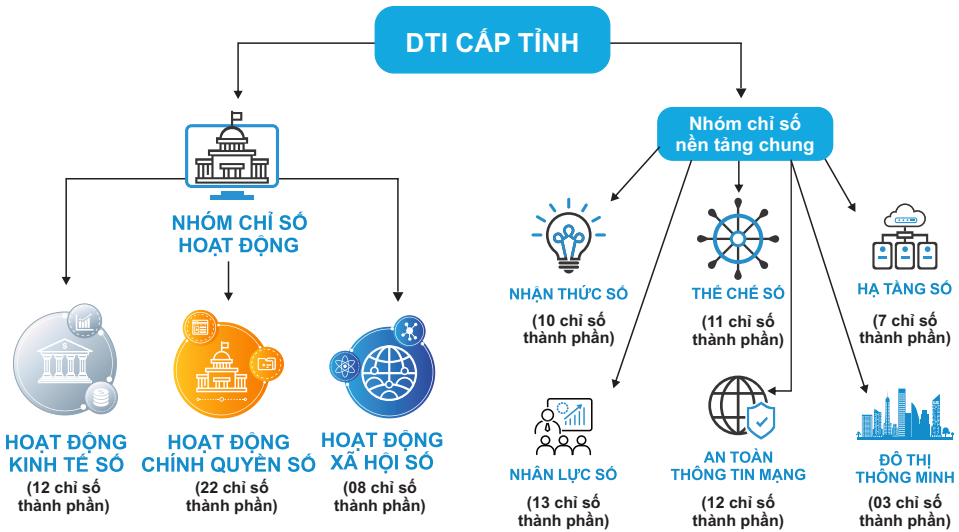 DTI CẤP TỈNH
NHÓM CHỈ SỐ
HOẠT ĐỘNG
HOẠT ĐỘNG
KINH TẾ SỐ
(12 chỉ số
thành phần)
HOẠT ĐỘNG
CHÍNH QUYỀN SỐ
(22 chỉ số
thành phần)
HOẠT ĐỘNG
XÃ HỘI SỐ
(08 chỉ số
thành phần)
Nhóm chỉ số
nền tảng chung
NHẬN THỨC SỐ
(10 chỉ số
thành phần)
THỂ CHẾ SỐ
(11 chỉ số
thành phần)
HẠ TẦNG SỐ
(7 chỉ số
thành phần)
NHÂN LỰC SỐ
(13 chỉ số
thành phần)
AN TOÀN
THÔNG TIN MẠNG
(12 chỉ số
thành phần)
ĐÔ THỊ
THÔNG MINH
(03 chỉ số
thành phần)